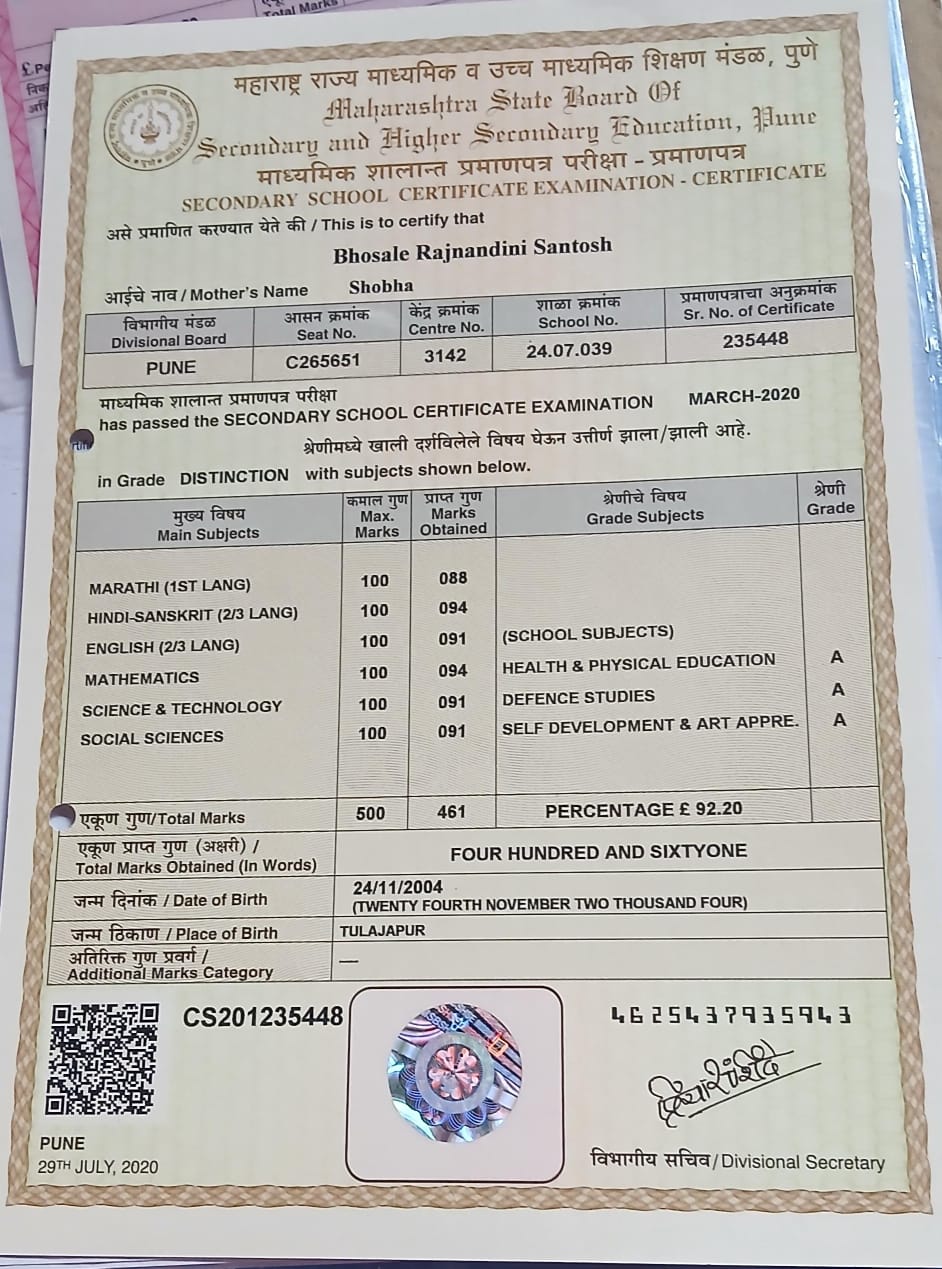 Total Marks
£ Pe
महाराष्ट्र राज्य माध्यमिक व उच्च माध्यमिक शिक्षण मंडळ, पुणे
Maharashtra State Board Of
Secondary and Higher Secondary Education, Pune
माध्यमिक शालान्त प्रमाणपत्र परीक्षा - प्रमाणपत्र
SECONDARY SCHOOL CERTIFICATE EXAMINATION - CERTIFICATE
असे प्रमाणित करण्यात येते की / This is to certify that
Bhosale Rajnandini Santosh
आईचे नाव / Mother's Name Shobha
विभागीय मंडळ आसन क्रमांक केंद्र क्रमांक शाळा क्रमांक प्रमाणपत्राचा अनुक्रमांक
Divisional Board Seat No. Centre No. School No. Sr. No. of Certificate
PUNE C265651 3142 24.07.039 235448
माध्यमिक शालान्त प्रमाणपत्र परीक्षा
has passed the SECONDARY SCHOOL CERTIFICATE EXAMINATION MARCH-2020
श्रेणीमध्ये खाली दर्शविलेले विषय घेऊन उत्तीर्ण झाला/झाली आहे.
in Grade DISTINCTION with subjects shown below.
मुख्य विषय कमाल गुण प्राप्त गुण श्रेणीचे विषय श्रेणी
Main Subjects Max. Marks Marks Obtained Grade Subjects Grade
MARATHI (1ST LANG) 100 088
HINDI-SANSKRIT (2/3 LANG) 100 094
ENGLISH (2/3 LANG) 100 091 (SCHOOL SUBJECTS)
MATHEMATICS 100 094 HEALTH & PHYSICAL EDUCATION A
SCIENCE & TECHNOLOGY 100 091 DEFENCE STUDIES A
SOCIAL SCIENCES 100 091 SELF DEVELOPMENT & ART APPRE. A
एकूण गुण/Total Marks 500 461 PERCENTAGE £ 92.20
एकूण प्राप्त गुण (अक्षरी) /
Total Marks Obtained (In Words) FOUR HUNDRED AND SIXTYONE
जन्म दिनांक / Date of Birth 24/11/2004
(TWENTY FOURTH NOVEMBER TWO THOUSAND FOUR)
जन्म ठिकाण / Place of Birth TULAJAPUR
अतिरिक्त गुण प्रवर्ग /
Additional Marks Category —
CS201235448 4625437935943
PUNE
29TH JULY, 2020
विभागीय सचिव/Divisional Secretary